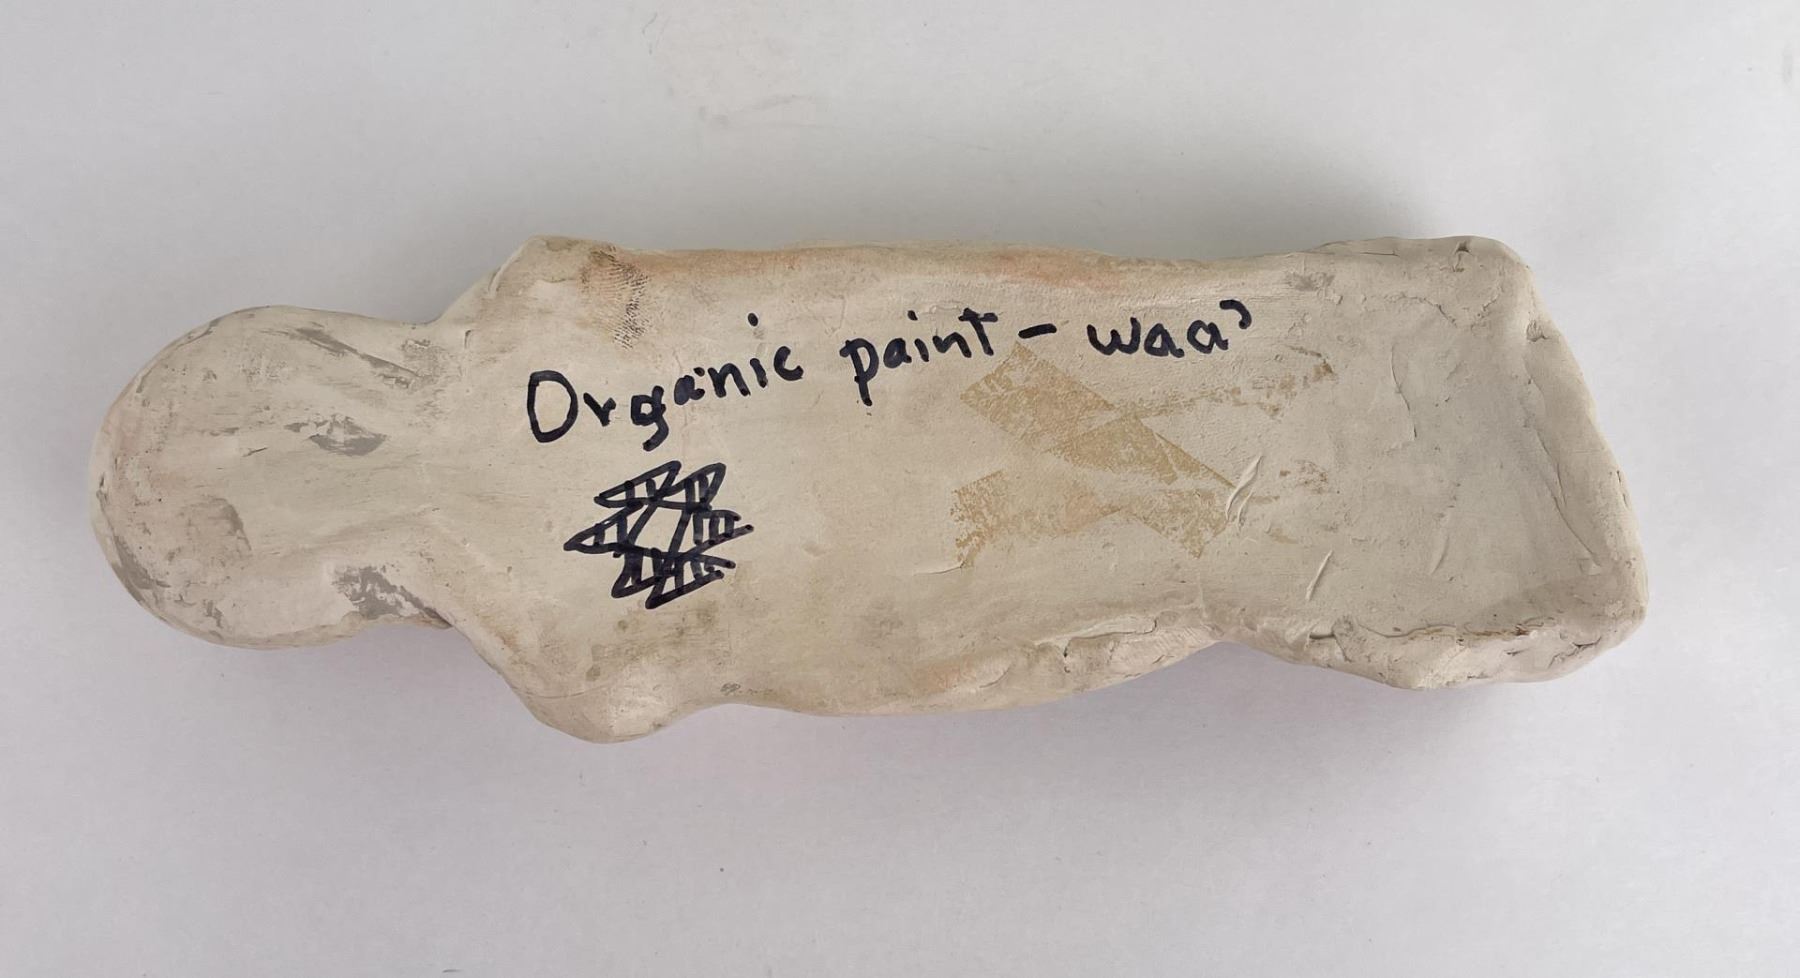 Organic paint - waa'